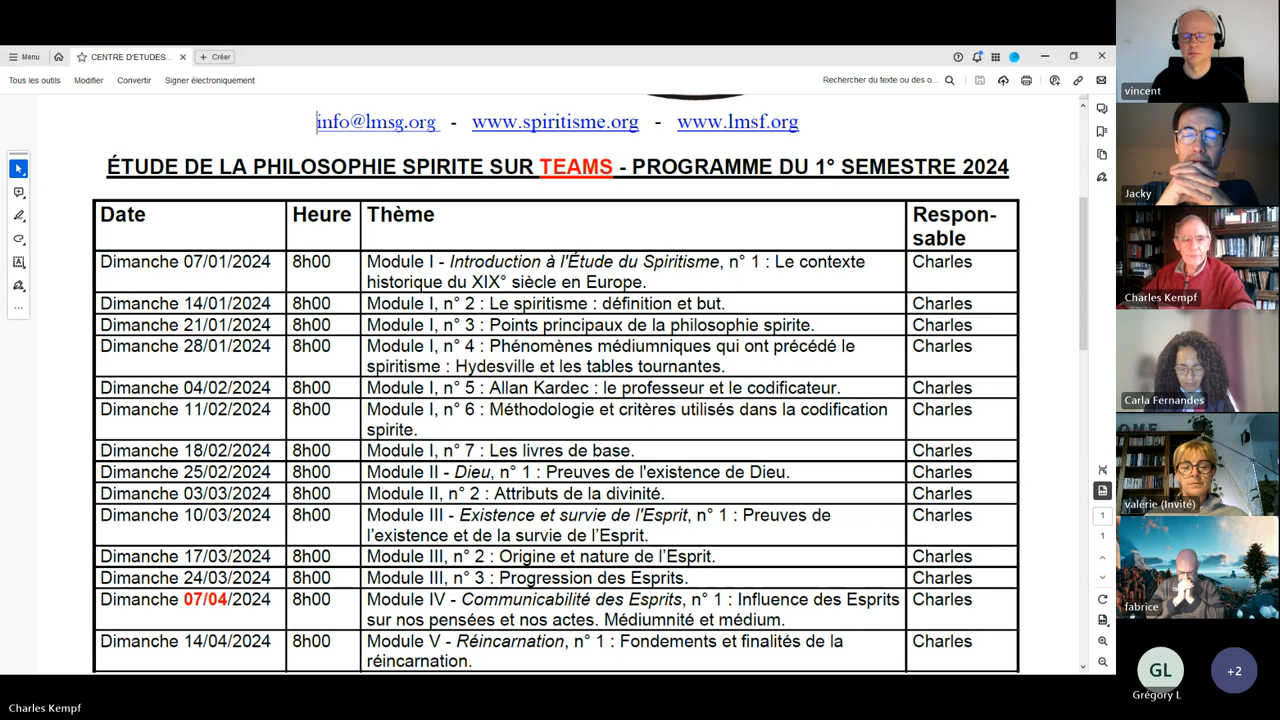 Menu
CENTRE D'ETUDES...
Créer
Tous les outils
Modifier
Convertir
Signer électroniquement
Rechercher du texte ou des o...
info@lmsg.org - www.spiritisme.org - www.lmsf.org
ÉTUDE DE LA PHILOSOPHIE SPIRITE SUR TEAMS - PROGRAMME DU 1° SEMESTRE 2024
Date Heure Thème Respon-
sable
Dimanche 07/01/2024 8h00 Module I - Introduction à l'Étude du Spiritisme, n° 1 : Le contexte Charles
historique du XIX° siècle en Europe.
Dimanche 14/01/2024 8h00 Module I, n° 2 : Le spiritisme : définition et but. Charles
Dimanche 21/01/2024 8h00 Module I, n° 3 : Points principaux de la philosophie spirite. Charles
Dimanche 28/01/2024 8h00 Module I, n° 4 : Phénomènes médiumniques qui ont précédé le Charles
spiritisme : Hydesville et les tables tournantes.
Dimanche 04/02/2024 8h00 Module I, n° 5 : Allan Kardec : le professeur et le codificateur. Charles
Dimanche 11/02/2024 8h00 Module I, n° 6 : Méthodologie et critères utilisés dans la codification Charles
spirite.
Dimanche 18/02/2024 8h00 Module I, n° 7 : Les livres de base. Charles
Dimanche 25/02/2024 8h00 Module II - Dieu, n° 1 : Preuves de l'existence de Dieu. Charles
Dimanche 03/03/2024 8h00 Module II, n° 2 : Attributs de la divinité. Charles
Dimanche 10/03/2024 8h00 Module III - Existence et survie de l'Esprit, n° 1 : Preuves de Charles
l'existence et de la survie de l'Esprit.
Dimanche 17/03/2024 8h00 Module III, n° 2 : Origine et nature de l'Esprit. Charles
Dimanche 24/03/2024 8h00 Module III, n° 3 : Progression des Esprits. Charles
Dimanche 07/04/2024 8h00 Module IV - Communicabilité des Esprits, n° 1 : Influence des Esprits Charles
sur nos pensées et nos actes. Médiumnité et médium.
Dimanche 14/04/2024 8h00 Module V - Réincarnation, n° 1 : Fondements et finalités de la Charles
réincarnation.
1
1
vincent
Jacky
Charles Kempf
Carla Fernandes
valérie (Invité)
fabrice
GL
+2
Grégory L
Charles Kempf